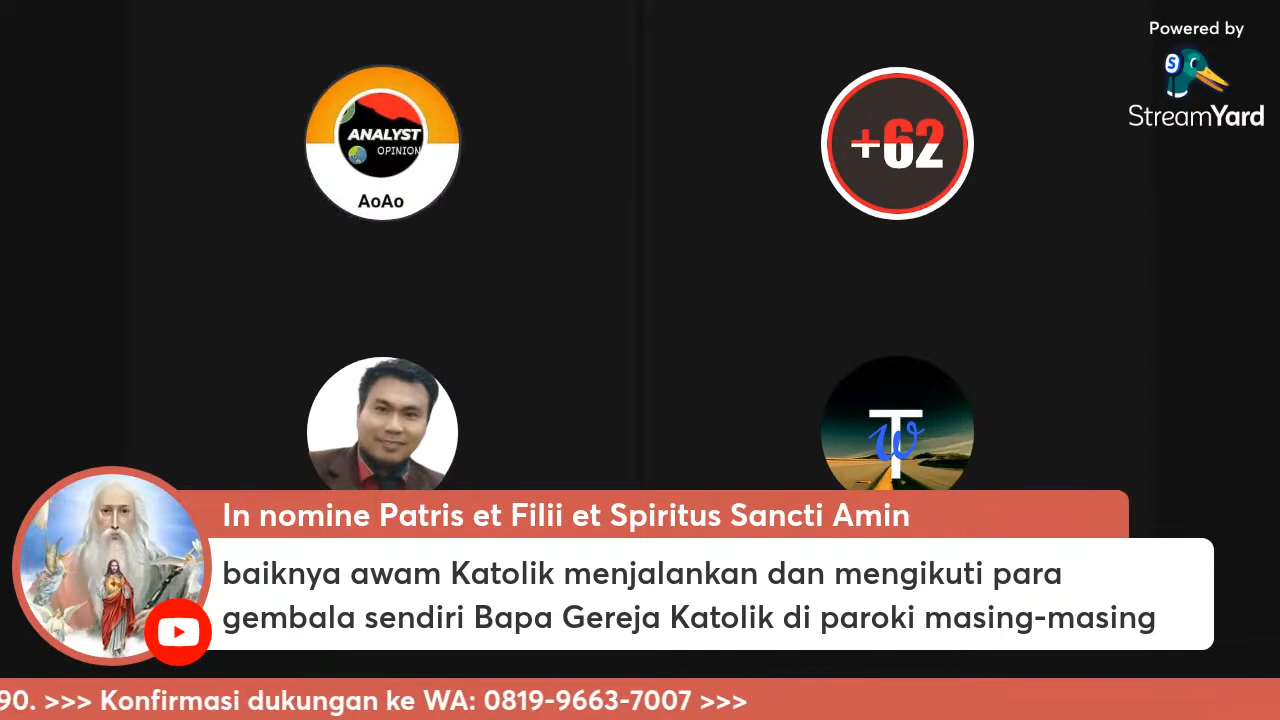 Powered by
StreamYard
ANALYST
OPINION
AoAo
+62
S
T
w
In nomine Patris et Filii et Spiritus Sancti Amin
baiknya awam Katolik menjalankan dan mengikuti para
gembala sendiri Bapa Gereja Katolik di paroki masing-masing
90. >>> Konfirmasi dukungan ke WA: 0819-9663-7007 >>>